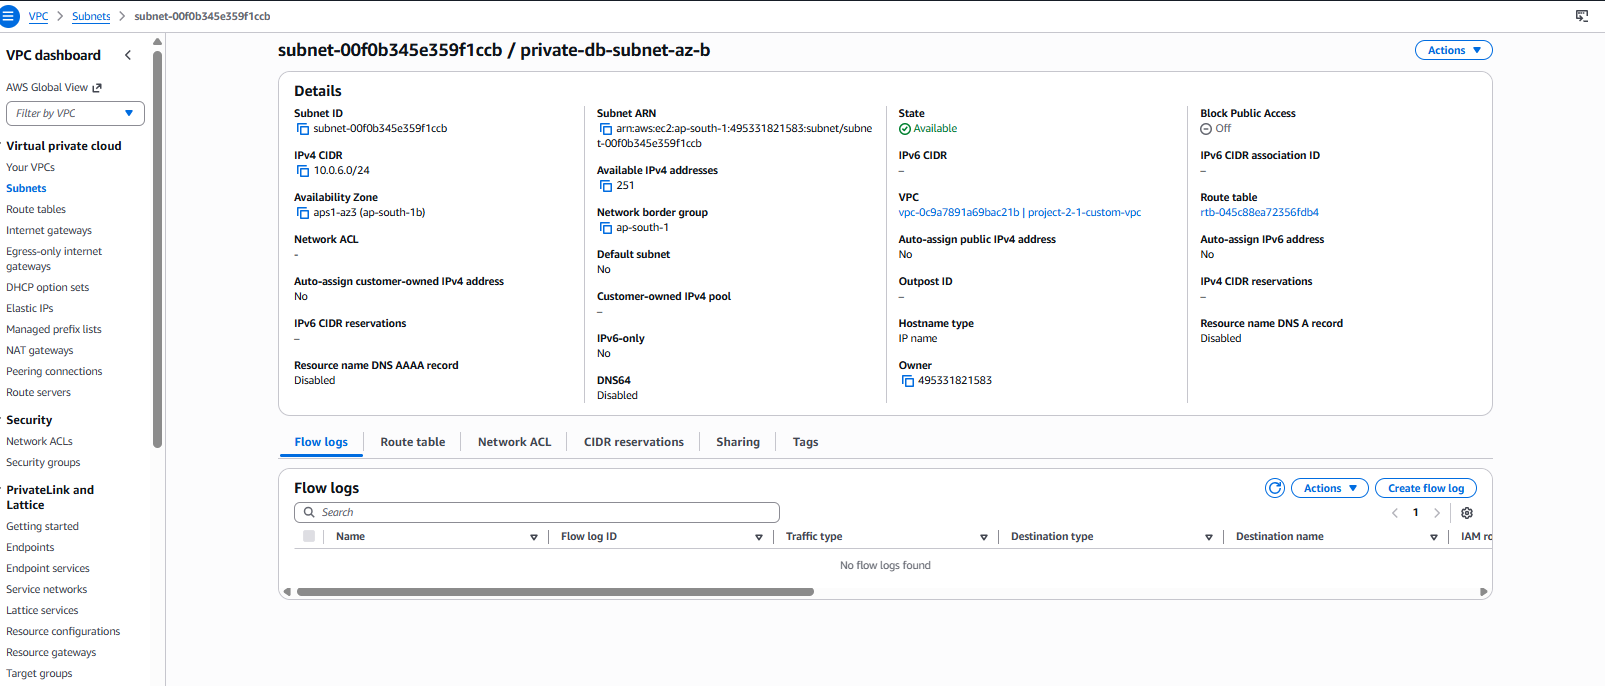 VPC > Subnets > subnet-00f0b345e359f1ccb
VPC dashboard
AWS Global View
Filter by VPC
Virtual private cloud
Your VPCs
Subnets
Route tables
Internet gateways
Egress-only internet
gateways
DHCP option sets
Elastic IPs
Managed prefix lists
NAT gateways
Peering connections
Route servers
Security
Network ACLs
Security groups
PrivateLink and
Lattice
Getting started
Endpoints
Endpoint services
Service networks
Lattice services
Resource configurations
Resource gateways
Target groups
subnet-00f0b345e359f1ccb / private-db-subnet-az-b
Actions
Details
Subnet ID
subnet-00f0b345e359f1ccb
IPv4 CIDR
10.0.6.0/24
Availability Zone
aps1-az3 (ap-south-1b)
Network ACL
-
Auto-assign customer-owned IPv4 address
No
IPv6 CIDR reservations
–
Resource name DNS AAAA record
Disabled
Subnet ARN
arn:aws:ec2:ap-south-1:495331821583:subnet/subne
t-00f0b345e359f1ccb
Available IPv4 addresses
251
Network border group
ap-south-1
Default subnet
No
Customer-owned IPv4 pool
–
IPv6-only
No
DNS64
Disabled
State
Available
IPv6 CIDR
–
VPC
vpc-0c9a7891a69bac21b | project-2-1-custom-vpc
Auto-assign public IPv4 address
No
Outpost ID
–
Hostname type
IP name
Owner
495331821583
Block Public Access
Off
IPv6 CIDR association ID
–
Route table
rtb-045c88ea72356fdb4
Auto-assign IPv6 address
No
IPv4 CIDR reservations
–
Resource name DNS A record
Disabled
Flow logs Route table Network ACL CIDR reservations Sharing Tags
Flow logs
Actions Create flow log
Search
1
Name Flow log ID Traffic type Destination type Destination name IAM ro
No flow logs found